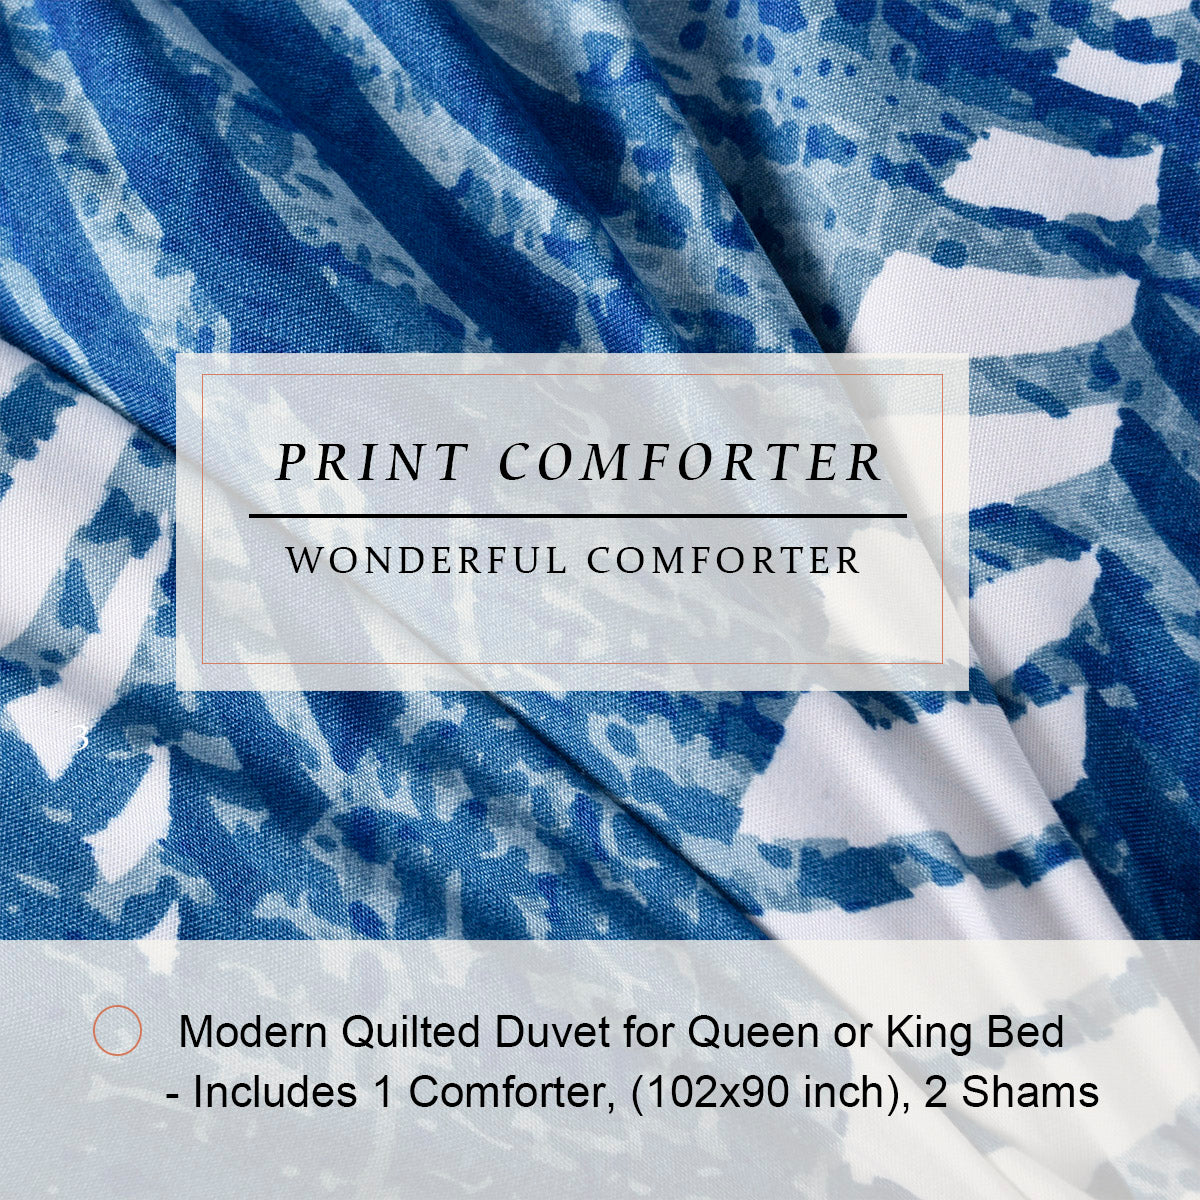 PRINT COMFORTER
WONDERFUL COMFORTER
3
Modern Quilted Duvet for Queen or King Bed
- Includes 1 Comforter, (102x90 inch), 2 Shams